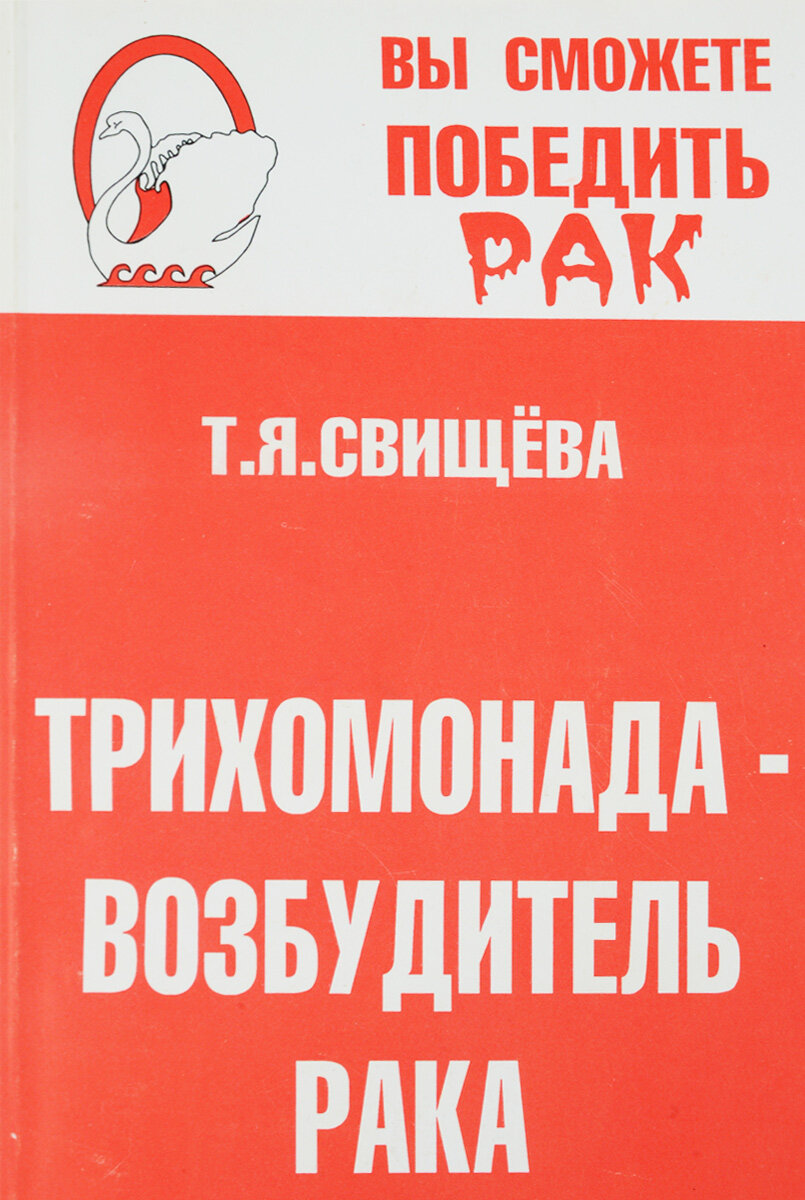 ВЫ СМОЖЕТЕ
ПОБЕДИТЬ
РАК
Т.Я.СВИЩЁВА
ТРИХОМОНАДА -
ВОЗБУДИТЕЛЬ
РАКА